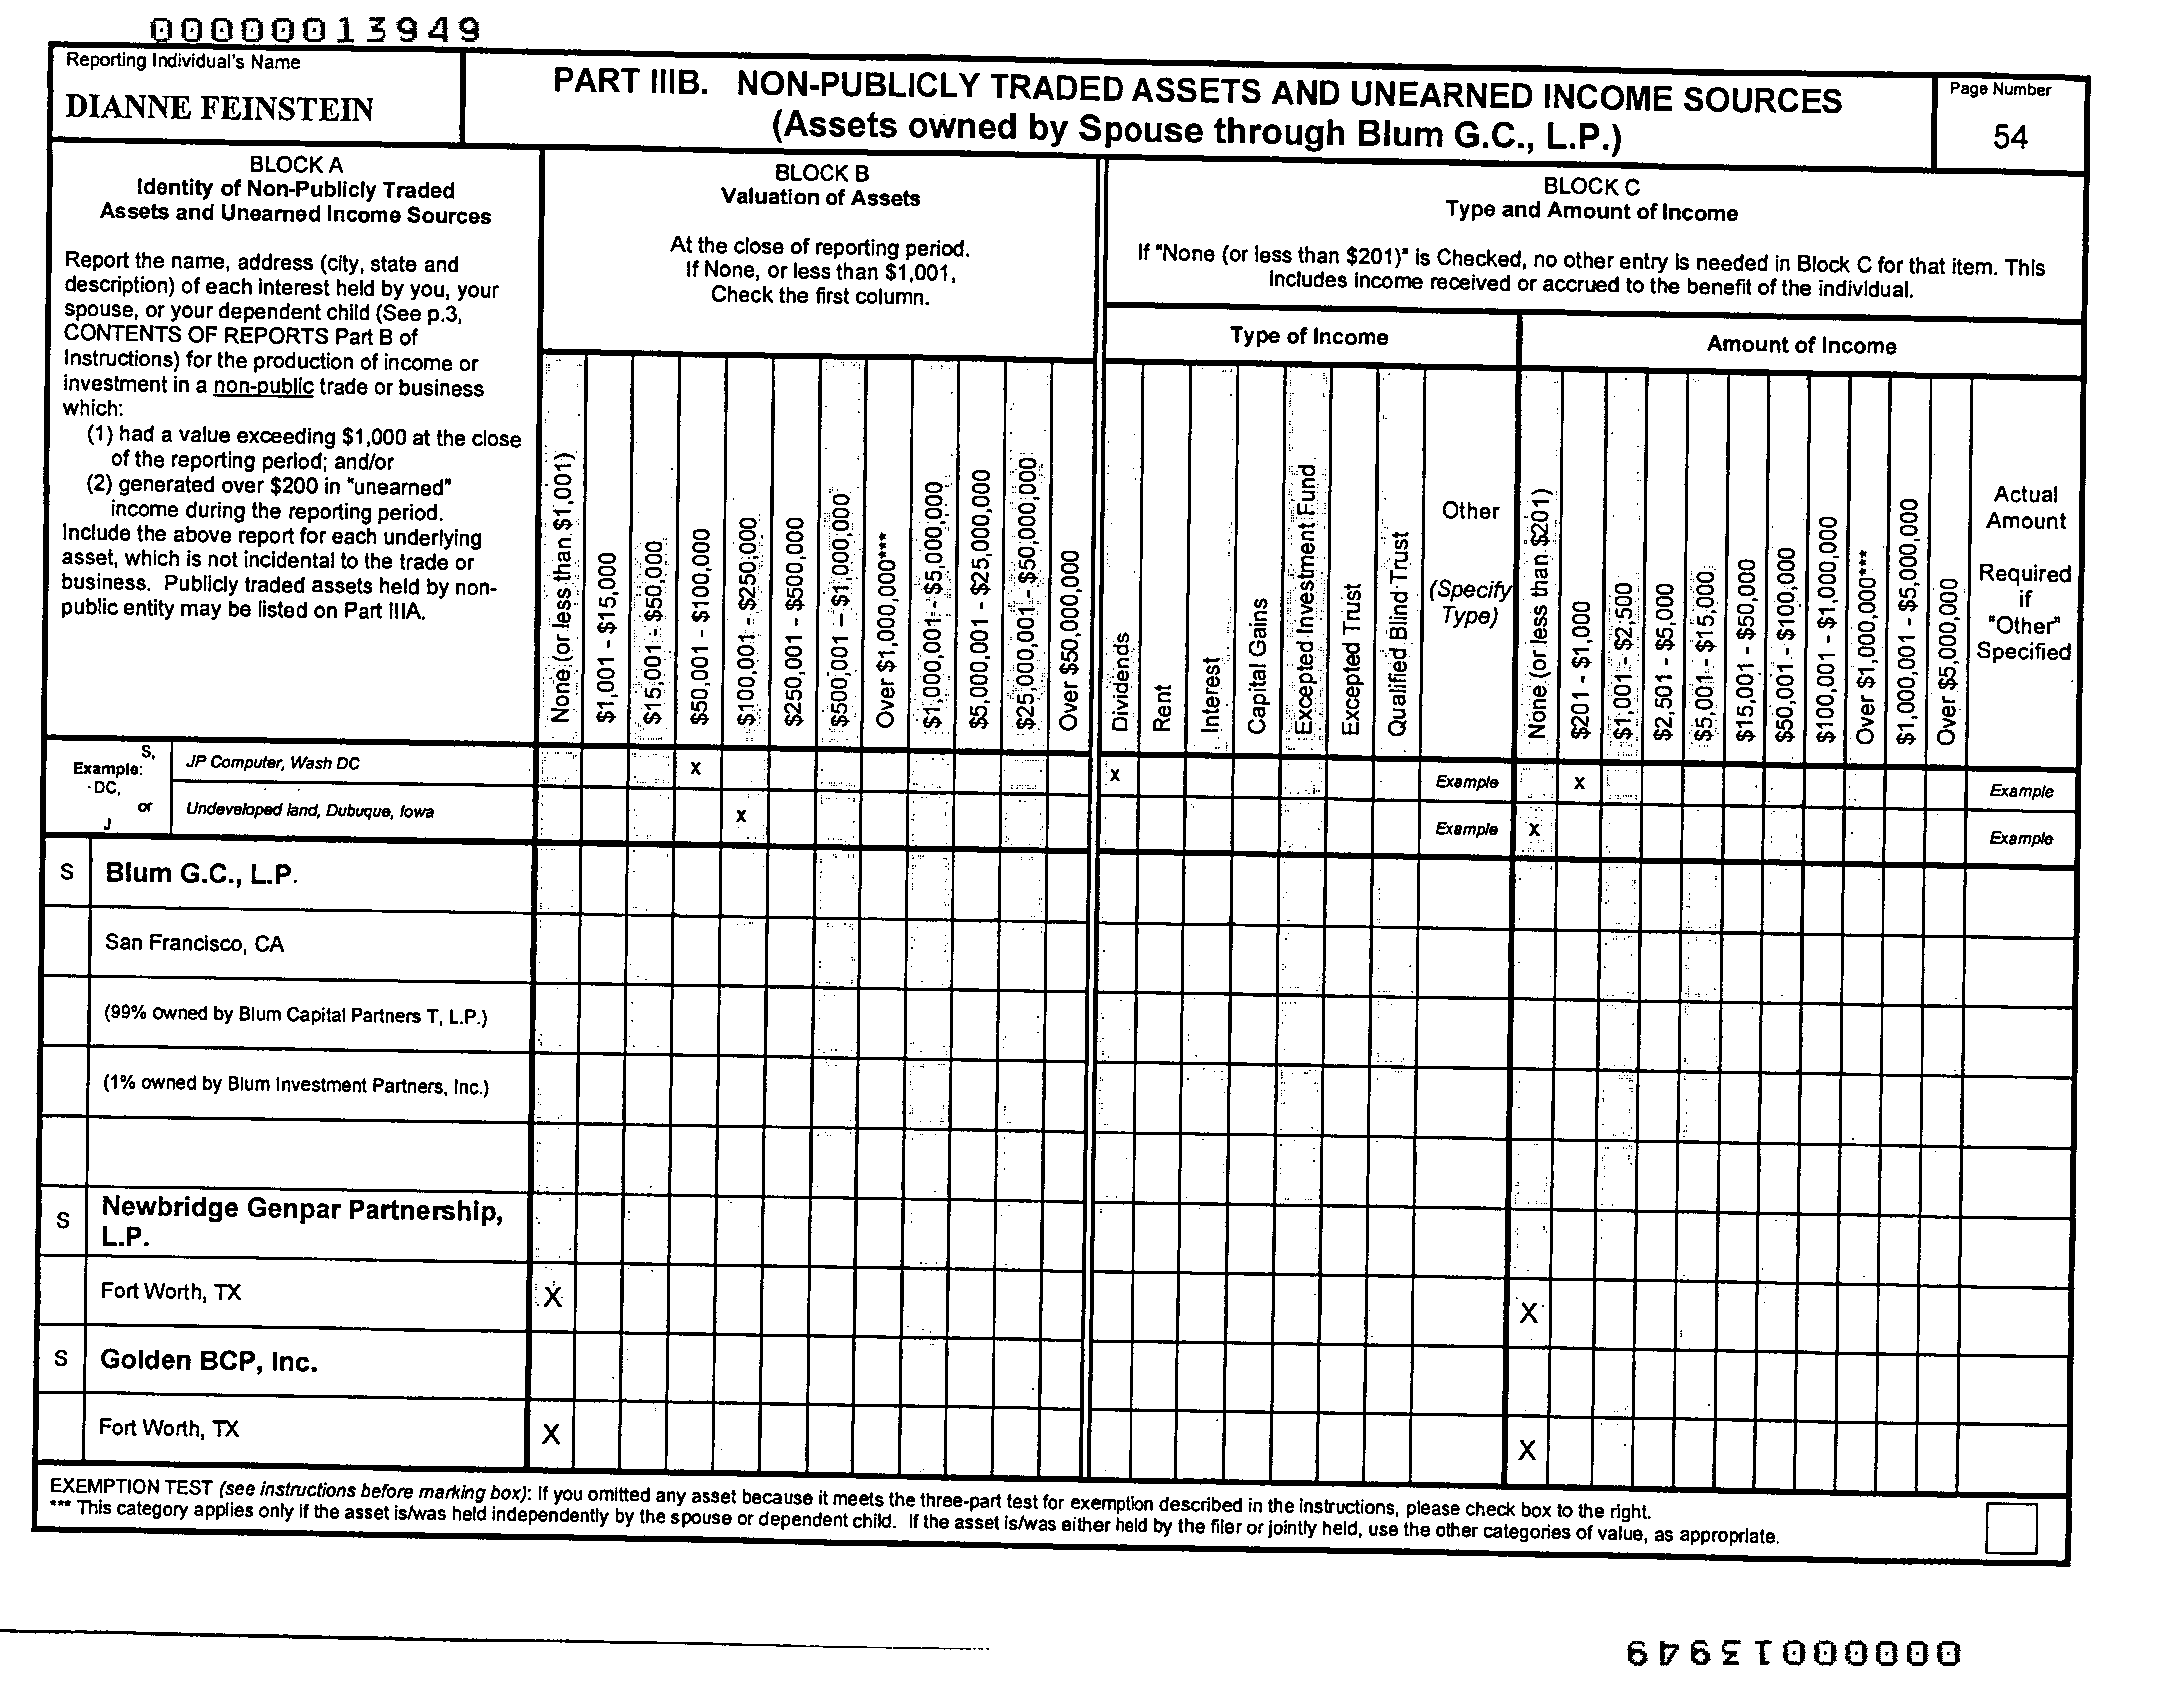 00000013949
Reporting Individual's Name
DIANNE FEINSTEIN
PART IIIB. NON-PUBLICLY TRADED ASSETS AND UNEARNED INCOME SOURCES
(Assets owned by Spouse through Blum G.C., L.P.)
Page Number
54
BLOCK A
Identity of Non-Publicly Traded
Assets and Unearned Income Sources
Report the name, address (city, state and
description) of each interest held by you, your
spouse, or your dependent child (See p.3,
CONTENTS OF REPORTS Part B of
Instructions) for the production of income or
investment in a non-public trade or business
which:
(1) had a value exceeding $1,000 at the close
of the reporting period; and/or
(2) generated over $200 in "unearned"
income during the reporting period.
Include the above report for each underlying
asset, which is not incidental to the trade or
business. Publicly traded assets held by non-
public entity may be listed on Part IIIA.
BLOCK B
Valuation of Assets
At the close of reporting period.
If None, or less than $1,001,
Check the first column.
None (or less than $1,001)
$1,001 - $15,000
$15,001 - $50,000
$50,001 - $100,000
$100,001 - $250,000
$250,001 - $500,000
$500,001 - $1,000,000
Over $1,000,000***
$1,000,001 - $5,000,000
$5,000,001 - $25,000,000
$25,000,001 - $50,000,000
Over $50,000,000
BLOCK C
Type and Amount of Income
If "None (or less than $201)" is Checked, no other entry is needed in Block C for that item. This
includes income received or accrued to the benefit of the individual.
Type of Income
Dividends
Rent
Interest
Capital Gains
Excepted Investment Fund
Excepted Trust
Qualified Blind Trust
Other
(Specify
Type)
Amount of Income
None (or less than $201)
$201 - $1,000
$1,001 - $2,500
$2,501 - $5,000
$5,001 - $15,000
$15,001 - $50,000
$50,001 - $100,000
$100,001 - $1,000,000
Over $1,000,000***
$1,000,001 - $5,000,000
Over $5,000,000
Actual
Amount
Required
if
"Other"
Specified
Example: S, DC, or J
JP Computer, Wash DC X X Example X Example
Undeveloped land, Dubuque, Iowa X Example X Example
S Blum G.C., L.P.
San Francisco, CA
(99% owned by Blum Capital Partners T, L.P.)
(1% owned by Blum Investment Partners, Inc.)
S Newbridge Genpar Partnership,
L.P.
Fort Worth, TX X X
S Golden BCP, Inc.
Fort Worth, TX X X
EXEMPTION TEST (see instructions before marking box): If you omitted any asset because it meets the three-part test for exemption described in the instructions, please check box to the right.
*** This category applies only if the asset is/was held independently by the spouse or dependent child. If the asset is/was either held by the filer or jointly held, use the other categories of value, as appropriate.
00000013949